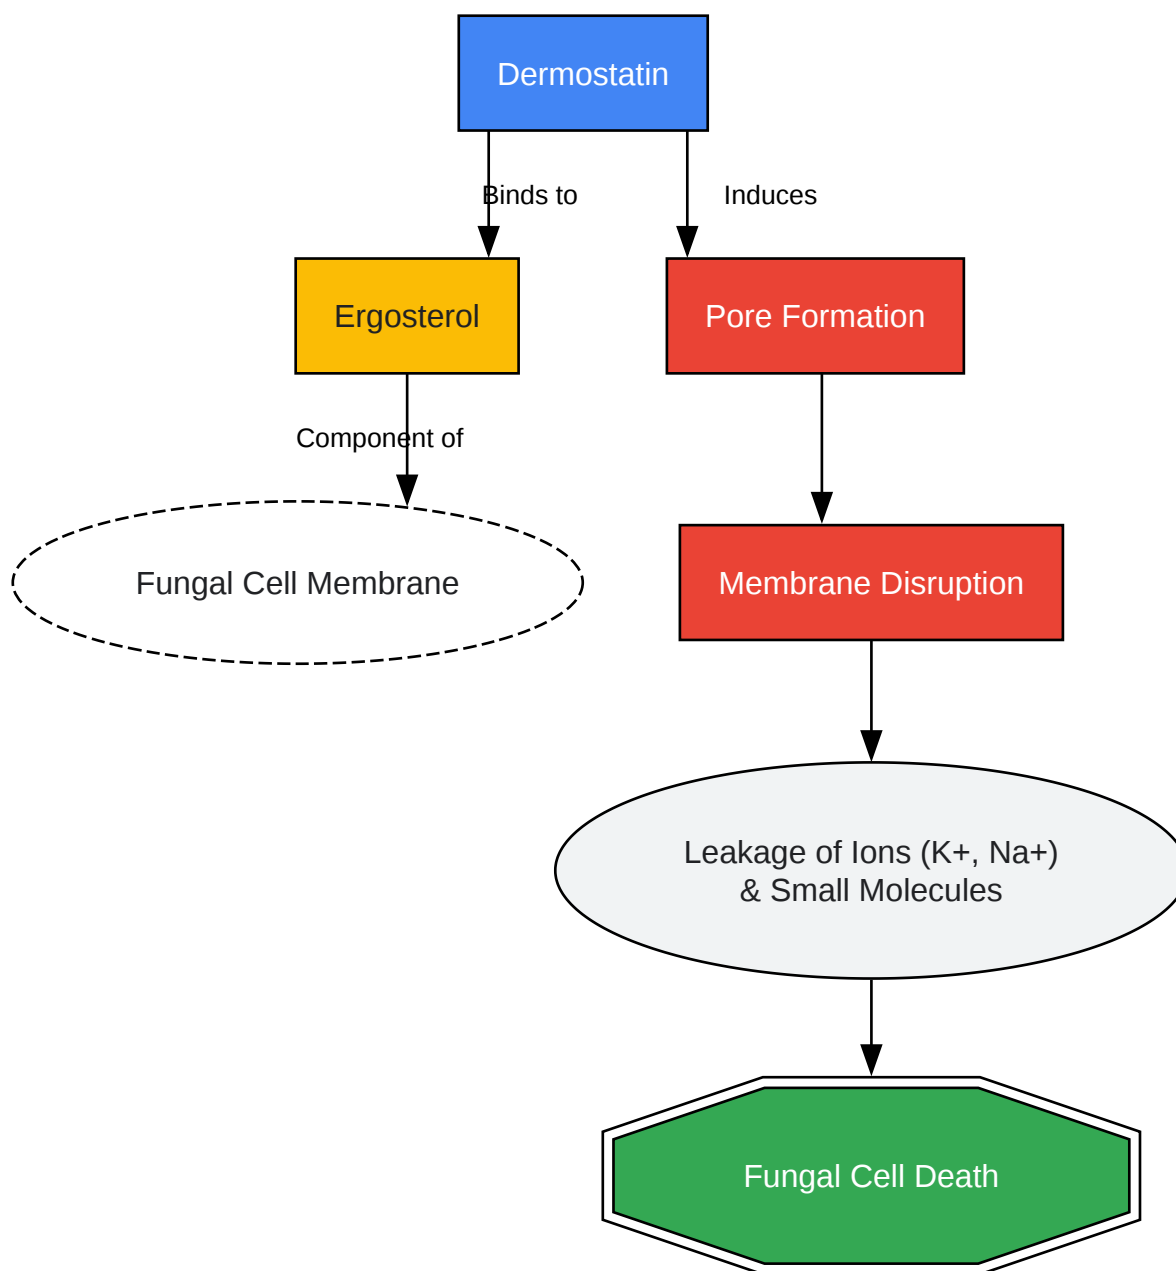 Dermostatin
Binds to
Induces
Ergosterol
Pore Formation
Component of
Fungal Cell Membrane
Membrane Disruption
Leakage of Ions (K+, Na+)
& Small Molecules
Fungal Cell Death